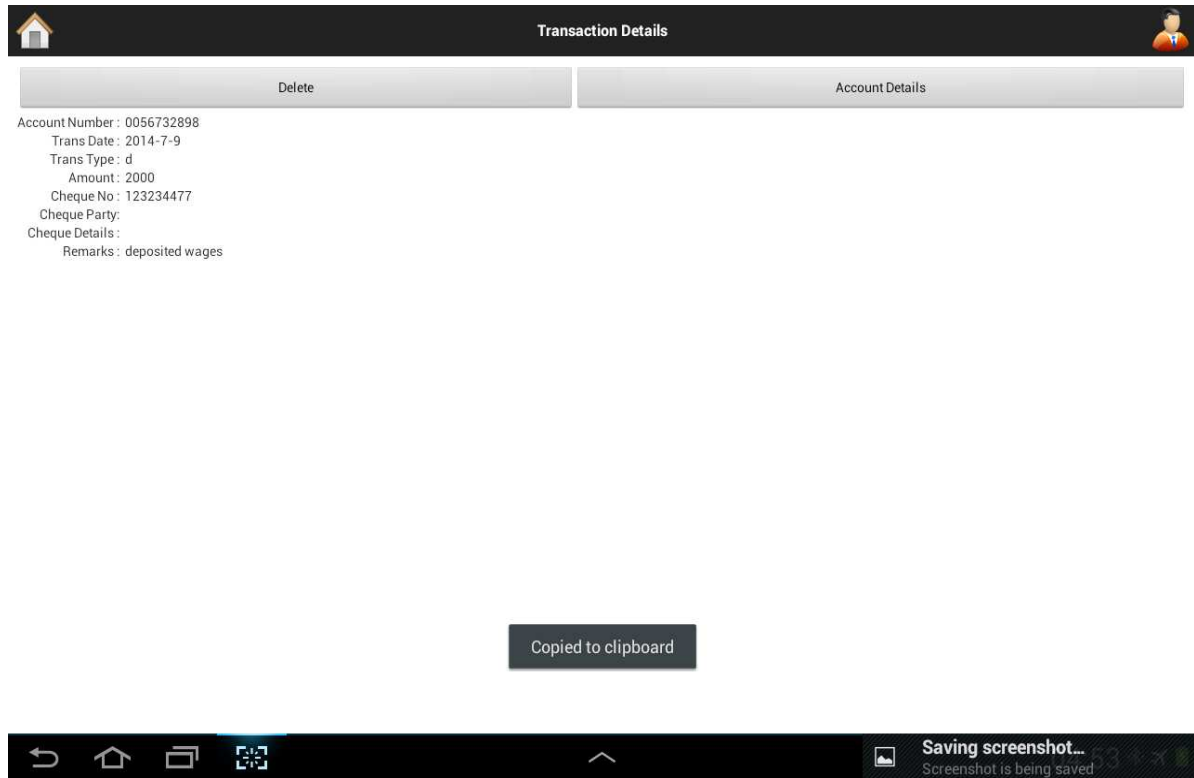 Transaction Details
Delete
Account Details
Account Number : 0056732898
Trans Date : 2014-7-9
Trans Type : d
Amount : 2000
Cheque No : 123234477
Cheque Party:
Cheque Details :
Remarks : deposited wages
Copied to clipboard
Saving screenshot...
Screenshot is being saved